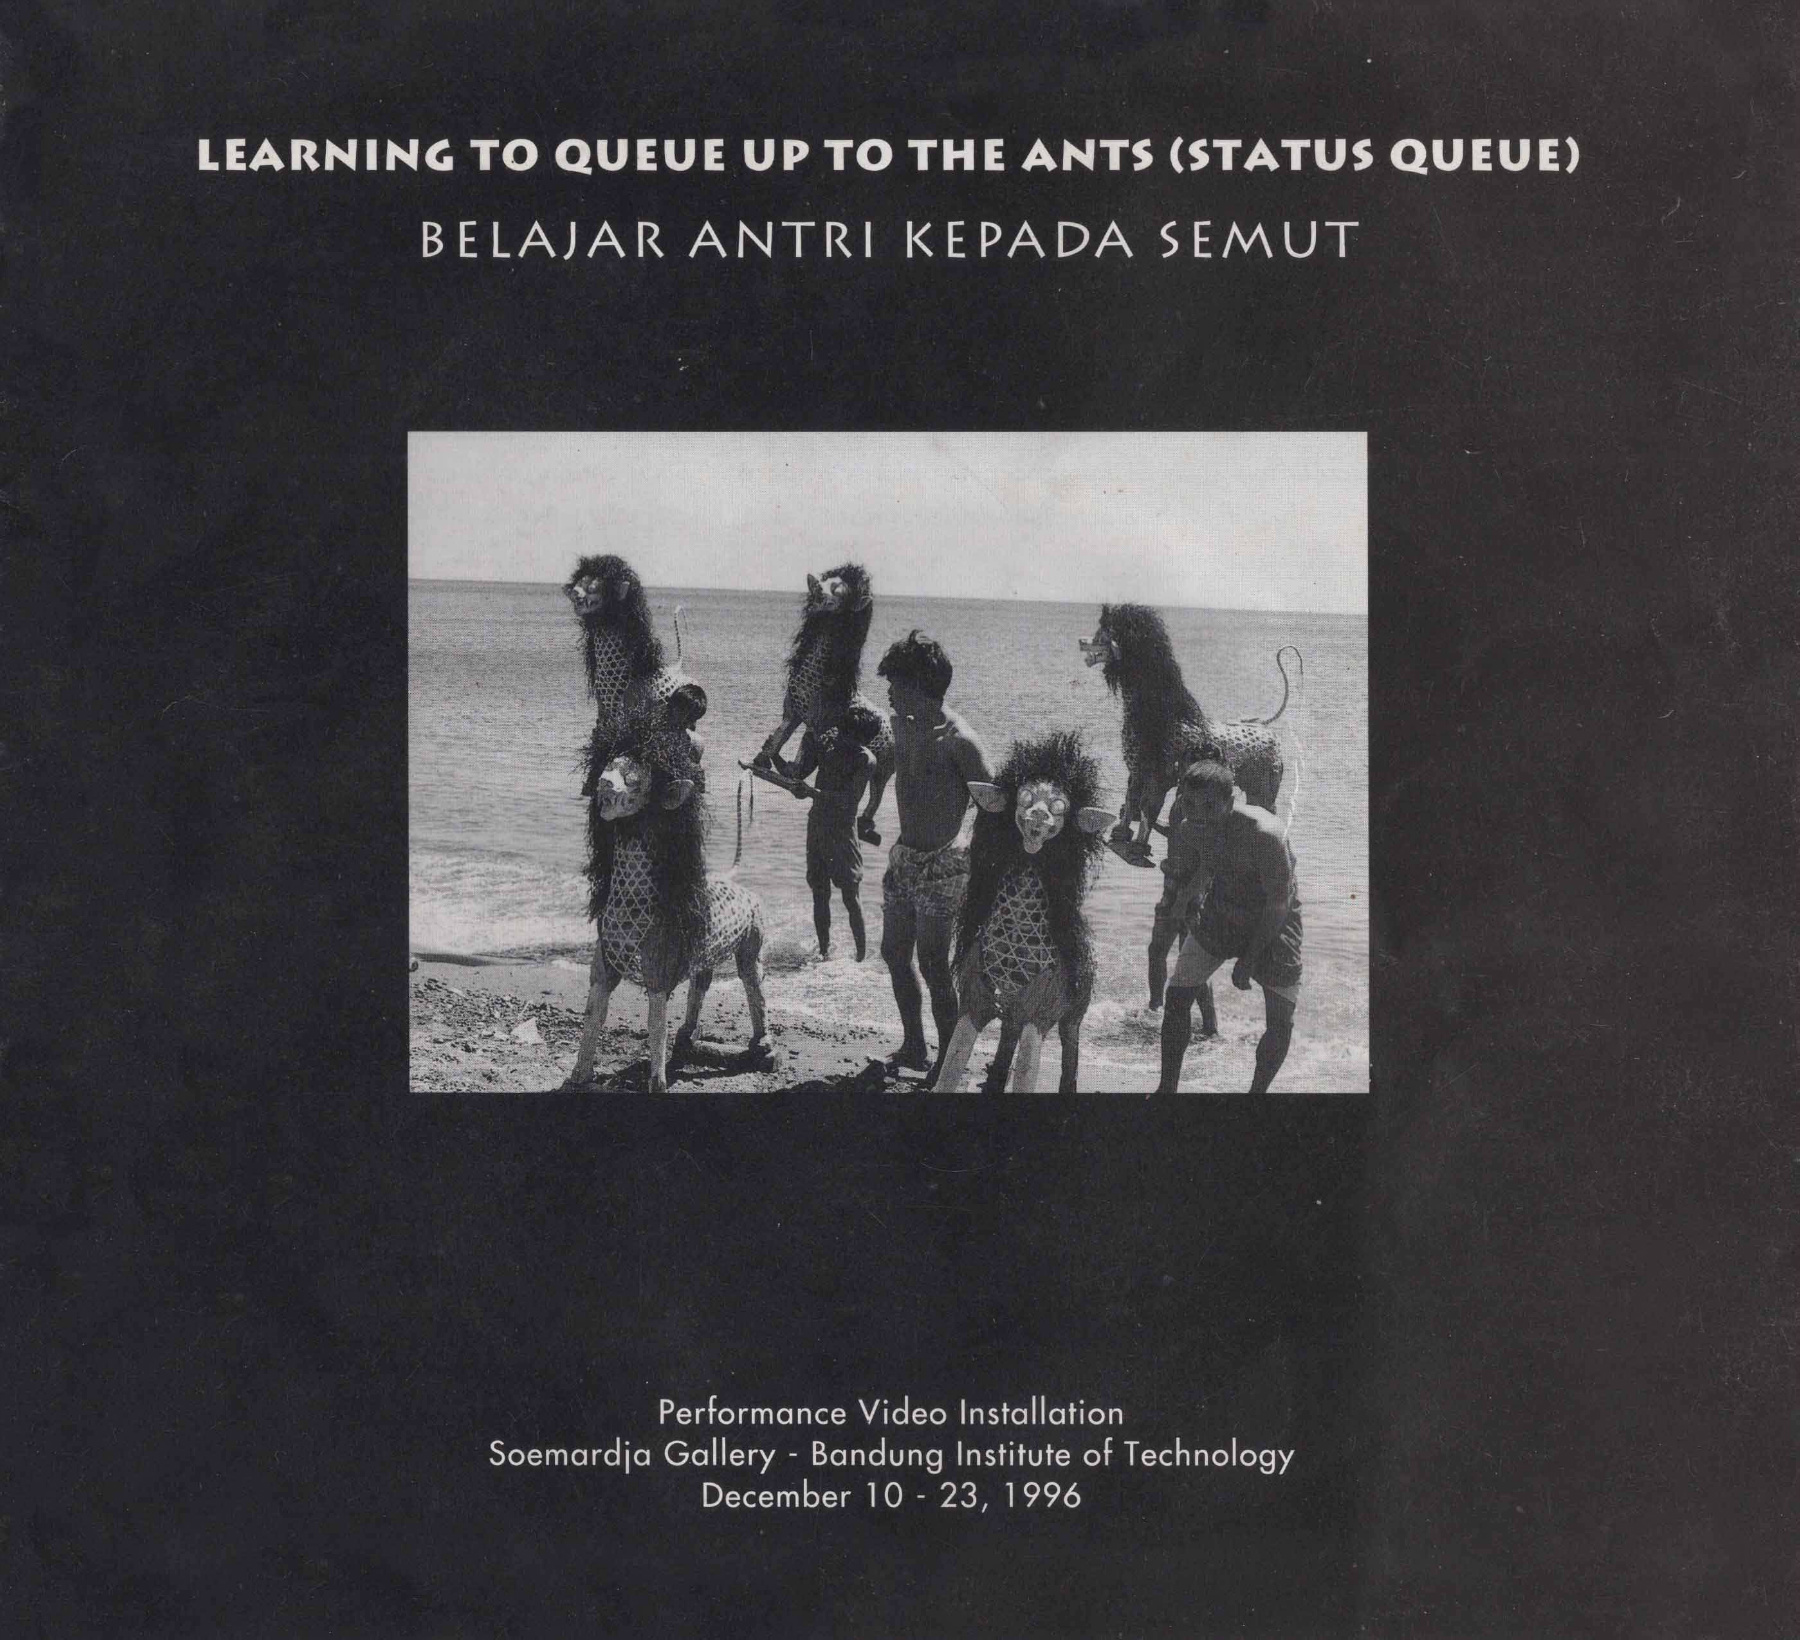 LEARNING TO QUEUE UP TO THE ANTS (STATUS QUEUE)
BELAJAR ANTRI KEPADA SEMUT
Performance Video Installation
Soemardja Gallery - Bandung Institute of Technology
December 10 - 23, 1996